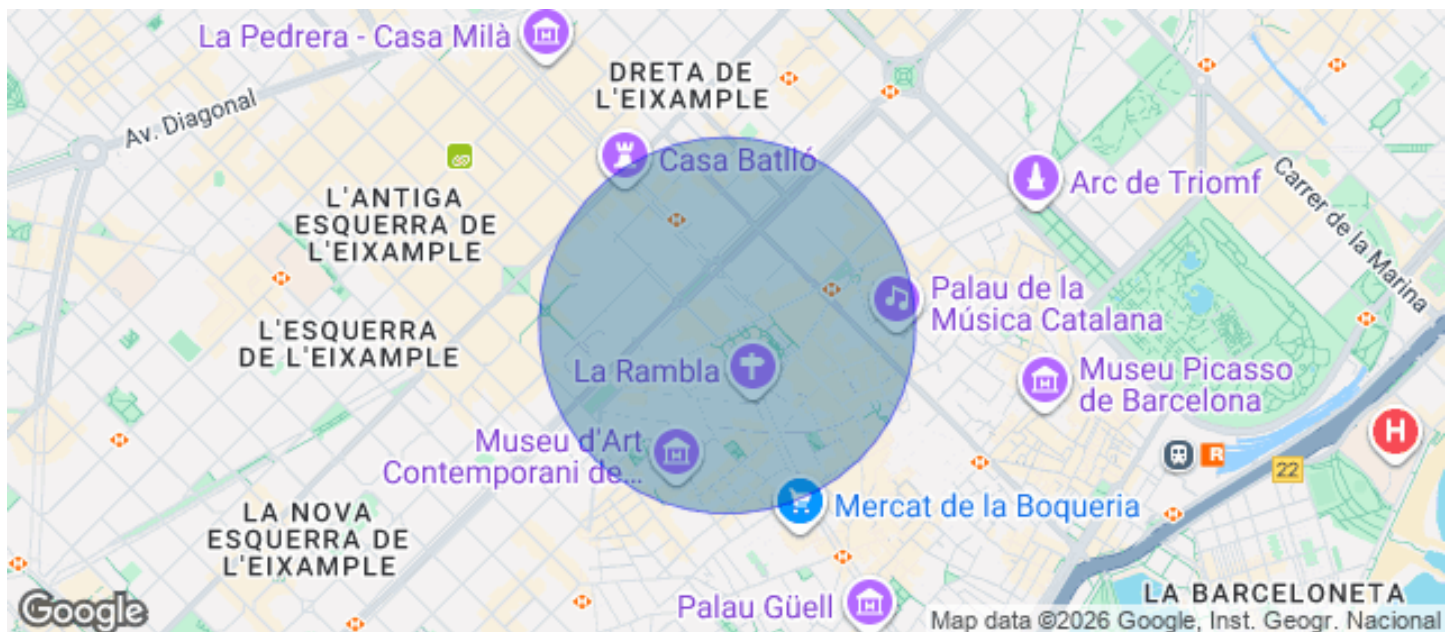 La Pedrera - Casa Milà
DRETA DE
L'EIXAMPLE
Av. Diagonal
Casa Batlló
Arc de Triomf
Carrer de la Marina
L'ANTIGA
ESQUERRA DE
L'EIXAMPLE
Palau de la
Música Catalana
L'ESQUERRA
DE L'EIXAMPLE
La Rambla
Museu Picasso
de Barcelona
Museu d'Art
Contemporani de...
H
R
22
Mercat de la Boqueria
LA NOVA
ESQUERRA DE
L'EIXAMPLE
LA BARCELONETA
Palau Güell
Google
Map data ©2026 Google, Inst. Geogr. Nacional